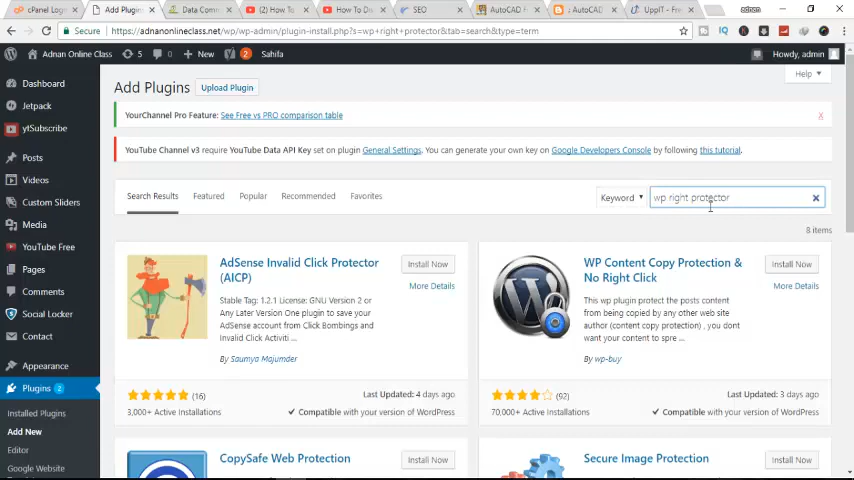 cPanel Log
Add Plugins
Data Comm
(2) How To
How To Du
SEO
AutoCAD F
: AutoCAD
UppIT - Fre
adnan
Secure
https://adnanonlineclass.net/wp/wp-admin/plugin-install.php?s=wp+right+protector&tab=search&type=term
Adnan Online Class
5
2
New
2
Sahifa
Howdy, admin
Dashboard
Jetpack
ytSubscribe
Posts
Videos
Custom Sliders
Media
YouTube Free
Pages
Comments
Social Locker
Contact
Appearance
Plugins 2
Installed Plugins
Add New
Editor
Google Website
Add Plugins
Upload Plugin
Help
YourChannel Pro Feature: See Free vs PRO comparison table
X
YouTube Channel v3 require YouTube Data API Key set on plugin General Settings. You can generate your own key on Google Developers Console by following this tutorial.
Search Results
Featured
Popular
Recommended
Favorites
Keyword
wp right protector
8 items
AdSense Invalid Click Protector
(AICP)
Install Now
More Details
Stable Tag: 1.2.1 License: GNU Version 2 or
Any Later Version One plugin to save your
AdSense account from Click Bombings and
Invalid Click Activiti ...
By Saumya Majumder
(16)
3,000+ Active Installations
Last Updated: 4 days ago
Compatible with your version of WordPress
WP Content Copy Protection &
No Right Click
Install Now
More Details
This wp plugin protect the posts content
from being copied by any other web site
author (content copy protection) , you dont
want your content to spre ...
By wp-buy
(92)
70,000+ Active Installations
Last Updated: 3 days ago
Compatible with your version of WordPress
CopySafe Web Protection
Install Now
Secure Image Protection
Install Now